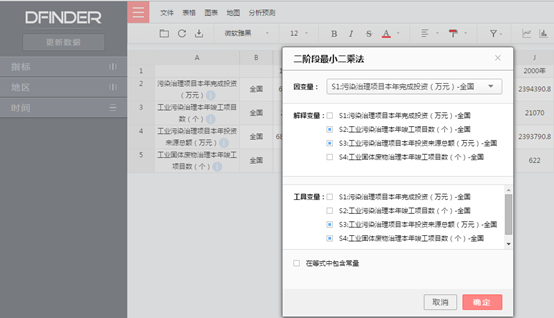 DFINDER
更新数据
指标
地区
时间
文件 表格 图表 地图 分析预测
微软雅黑 12 B I S A
A B J
1 2000年
2 污染治理项目本年完成投资（万元） 全国 2394390.8
3 工业污染治理本年竣工项目数（个） 全国 21070
4 工业污染治理项目本年投资来源总额（万元） 全国 2393790.8
5 工业固体废物治理本年竣工项目数（个） 全国 622
二阶段最小二乘法
因变量： S1:污染治理项目本年完成投资（万元）-全国
解释变量： S1:污染治理项目本年完成投资（万元）-全国
S2:工业污染治理本年竣工项目数（个）-全国
S3:工业污染治理项目本年投资来源总额（万元）-全国
S4:工业固体废物治理本年竣工项目数（个）-全国
工具变量： S1:污染治理项目本年完成投资（万元）-全国
S2:工业污染治理本年竣工项目数（个）-全国
S3:工业污染治理项目本年投资来源总额（万元）-全国
S4:工业固体废物治理本年竣工项目数（个）-全国
在等式中包含常量
取消 确定